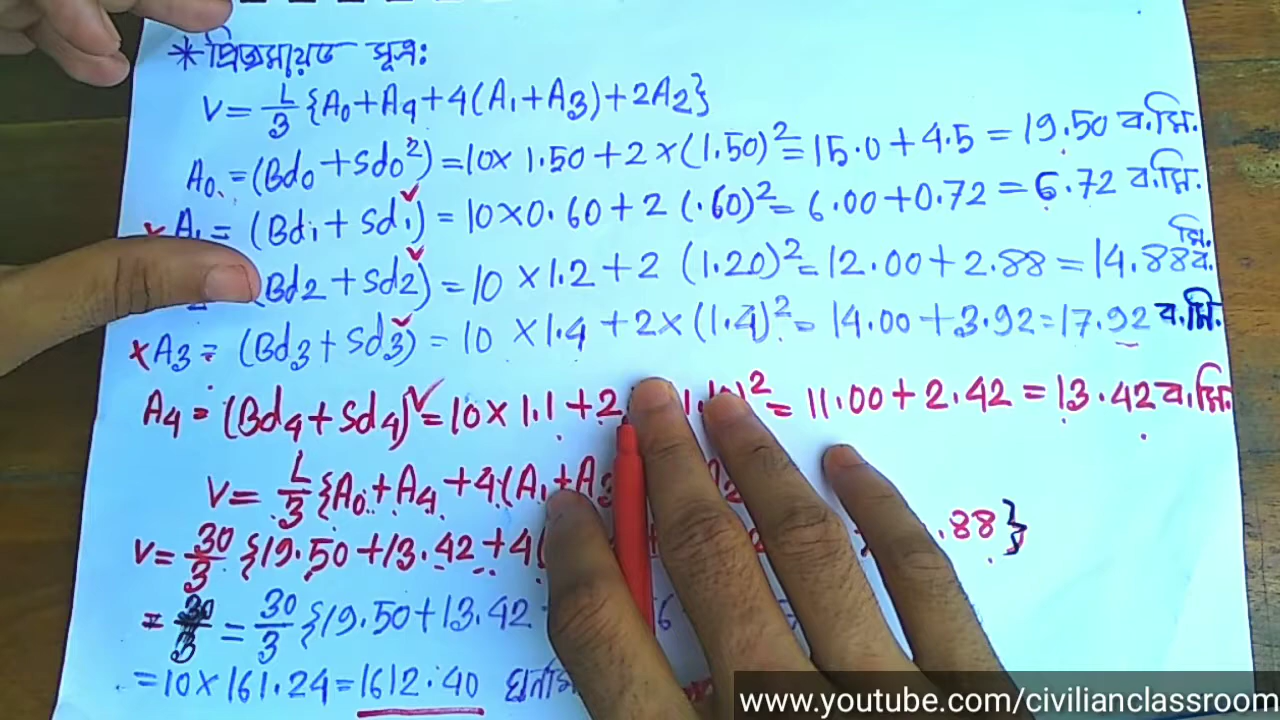 * প্রিজময়েড সূত্র:
V = L/3 {A0 + A4 + 4(A1 + A3) + 2A2}
A0 = (Bd0 + Sd0²) = 10 × 1.50 + 2 × (1.50)² = 15.0 + 4.5 = 19.50 ব.মি.
× A1 = (Bd1 + Sd1²) = 10 × 0.60 + 2 (.60)² = 6.00 + 0.72 = 6.72 ব.মি.
(Bd2 + Sd2²) = 10 × 1.2 + 2 (1.20)² = 12.00 + 2.88 = 14.88 ব.মি.
× A3 = (Bd3 + Sd3²) = 10 × 1.4 + 2 × (1.4)² = 14.00 + 3.92 = 17.92 ব.মি.
A4 = (Bd4 + Sd4²) = 10 × 1.1 + 2 )² = 11.00 + 2.42 = 13.42 ব.মি.
V = L/3 {A0 + A4 + 4(A1 + A3
V = 30/3 {19.50 + 13.42 + 4( .88}
= 30/3 = 30/3 {19.50 + 13.42
= 10 × 161.24 = 1612.40
www.youtube.com/civilianclassroom